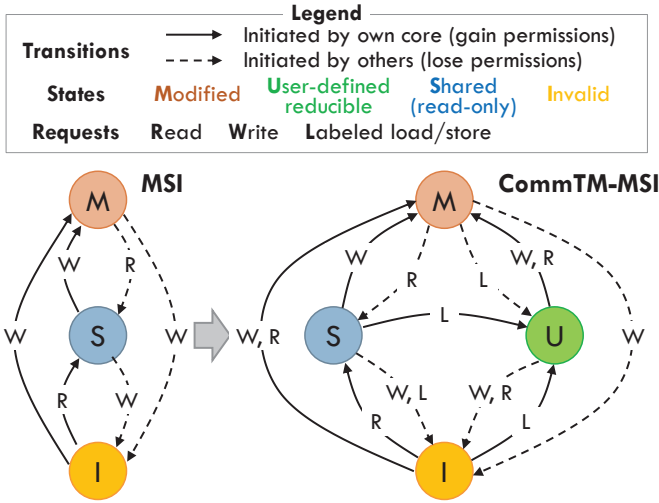 Legend
Transitions
Initiated by own core (gain permissions)
Initiated by others (lose permissions)
States
Modified
User-defined
reducible
Shared
(read-only)
Invalid
Requests Read Write Labeled load/store
MSI
CommTM-MSI
M
W
R
W
W
S
R
W
I
M
W
R
L
W, R
W, R
W
S
L
U
W, L
W, R
R
L
I